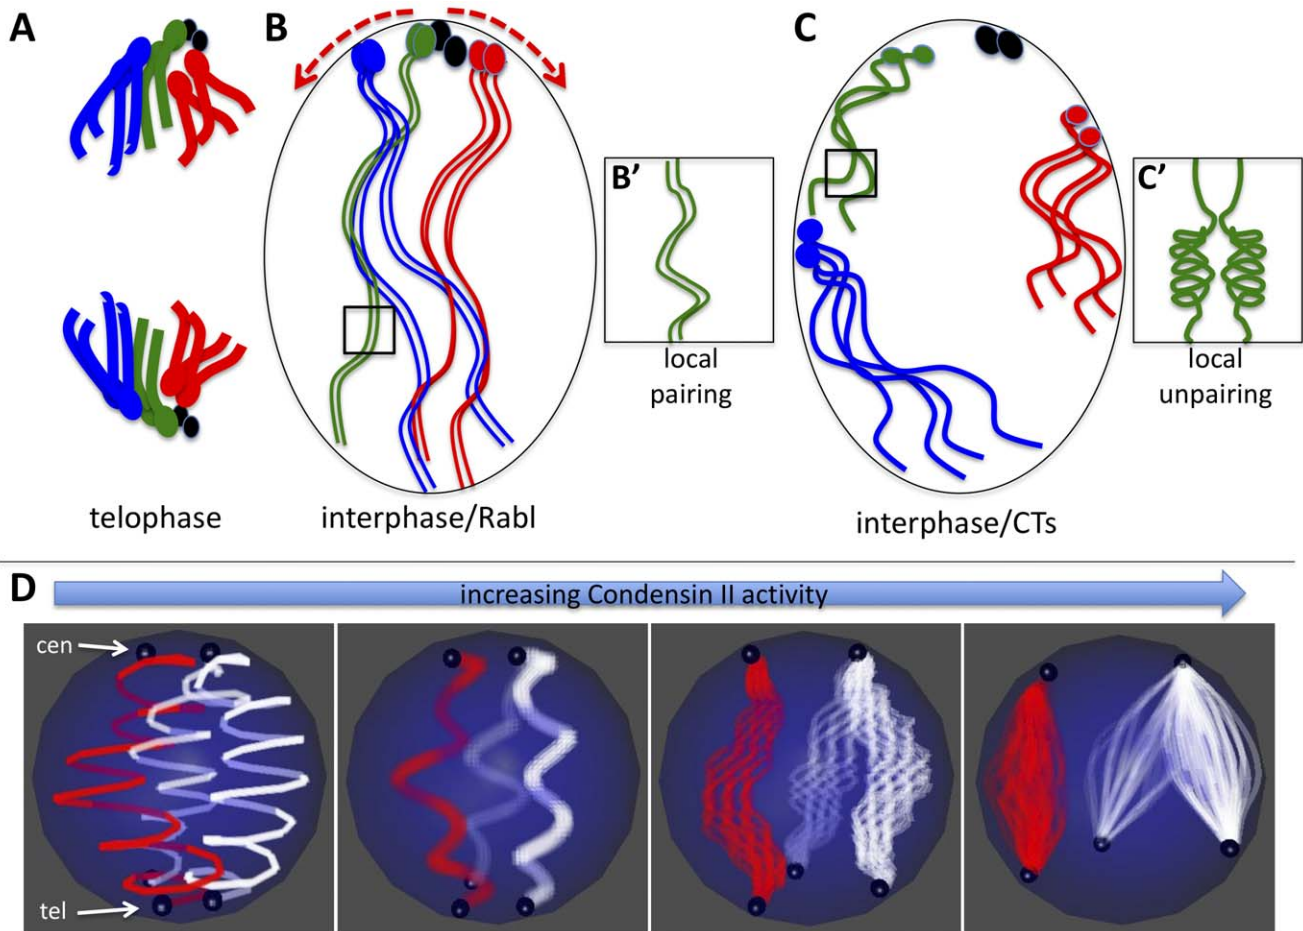 A
B
C
B’
C’
local
pairing
local
unpairing
telophase
interphase/Rabl
interphase/CTs
D
increasing Condensin II activity
cen
tel